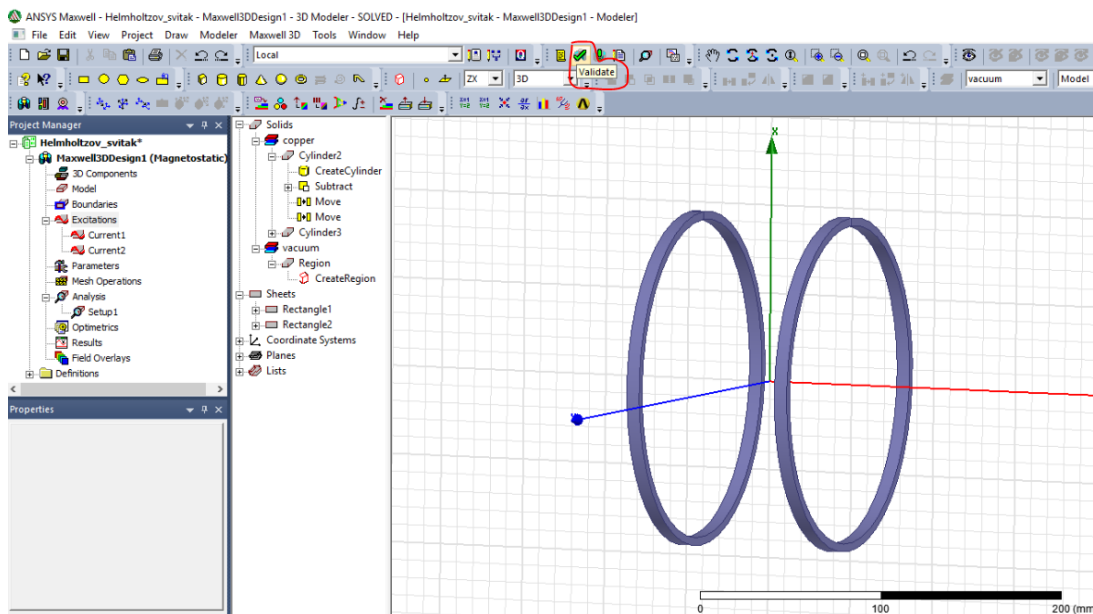 ANSYS Maxwell - Helmholtzov_svitak - Maxwell3DDesign1 - 3D Modeler - SOLVED - [Helmholtzov_svitak - Maxwell3DDesign1 - Modeler]
File Edit View Project Draw Modeler Maxwell 3D Tools Window Help
Local
Validate
ZX 3D vacuum Model
Project Manager
Helmholtzov_svitak*
Maxwell3DDesign1 (Magnetostatic)
3D Components
Model
Boundaries
Excitations
Current1
Current2
Parameters
Mesh Operations
Analysis
Setup1
Optimetrics
Results
Field Overlays
Definitions
Properties
Solids
copper
Cylinder2
CreateCylinder
Subtract
Move
Move
Cylinder3
vacuum
Region
CreateRegion
Sheets
Rectangle1
Rectangle2
Coordinate Systems
Planes
Lists
X
0 100 200 (mm